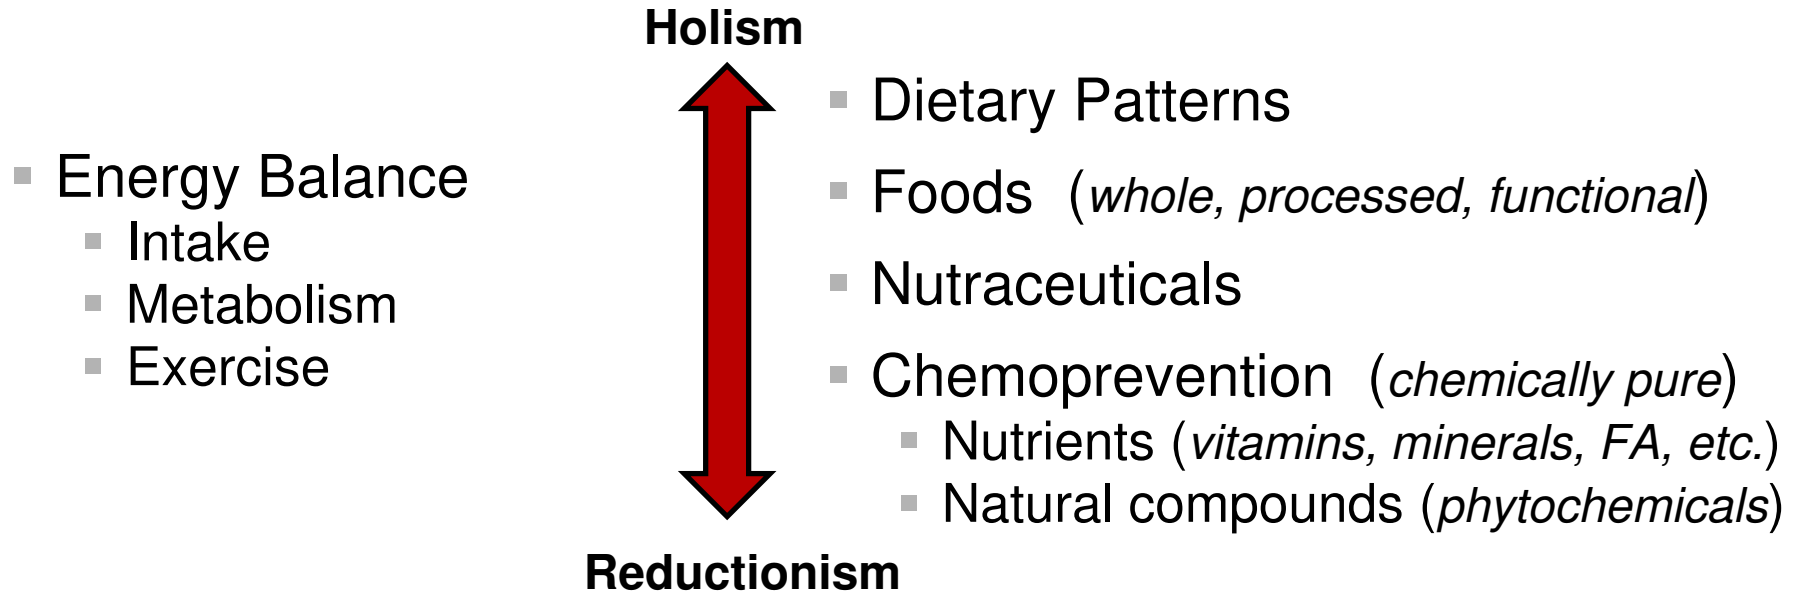 Holism
▪ Energy Balance
▪ Intake
▪ Metabolism
▪ Exercise
▪ Dietary Patterns
▪ Foods (whole, processed, functional)
▪ Nutraceuticals
▪ Chemoprevention (chemically pure)
▪ Nutrients (vitamins, minerals, FA, etc.)
▪ Natural compounds (phytochemicals)
Reductionism